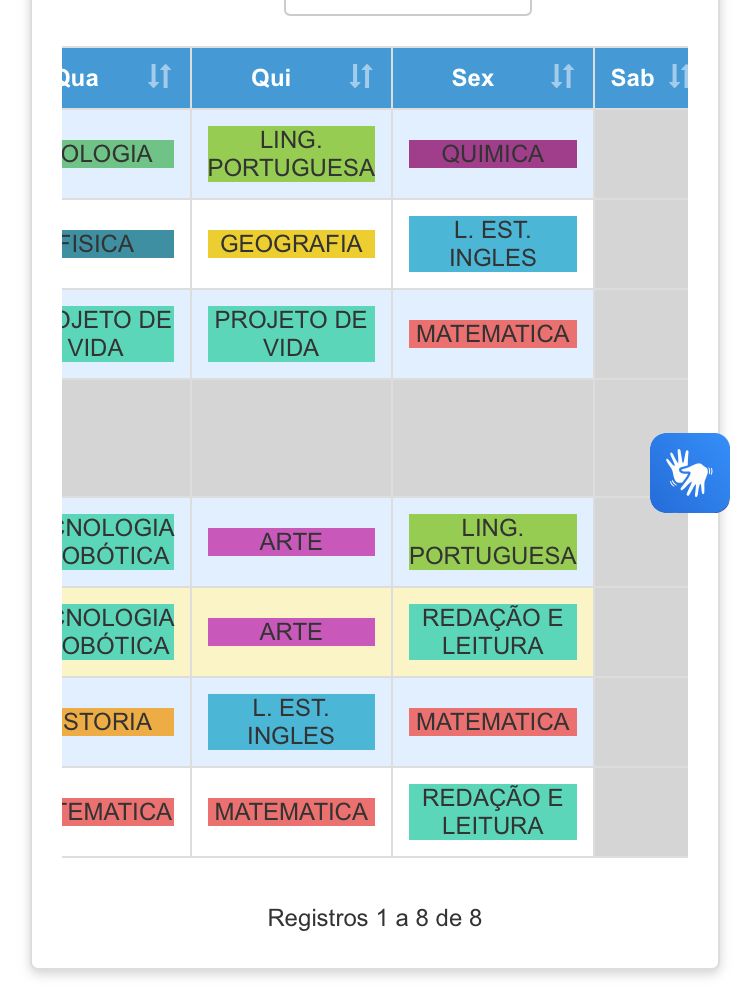 Qua Qui Sex Sab
OLOGIA LING. PORTUGUESA QUIMICA
FISICA GEOGRAFIA L. EST. INGLES
OJETO DE VIDA PROJETO DE VIDA MATEMATICA
CNOLOGIA OBÓTICA ARTE LING. PORTUGUESA
CNOLOGIA OBÓTICA ARTE REDAÇÃO E LEITURA
STORIA L. EST. INGLES MATEMATICA
TEMATICA MATEMATICA REDAÇÃO E LEITURA
Registros 1 a 8 de 8